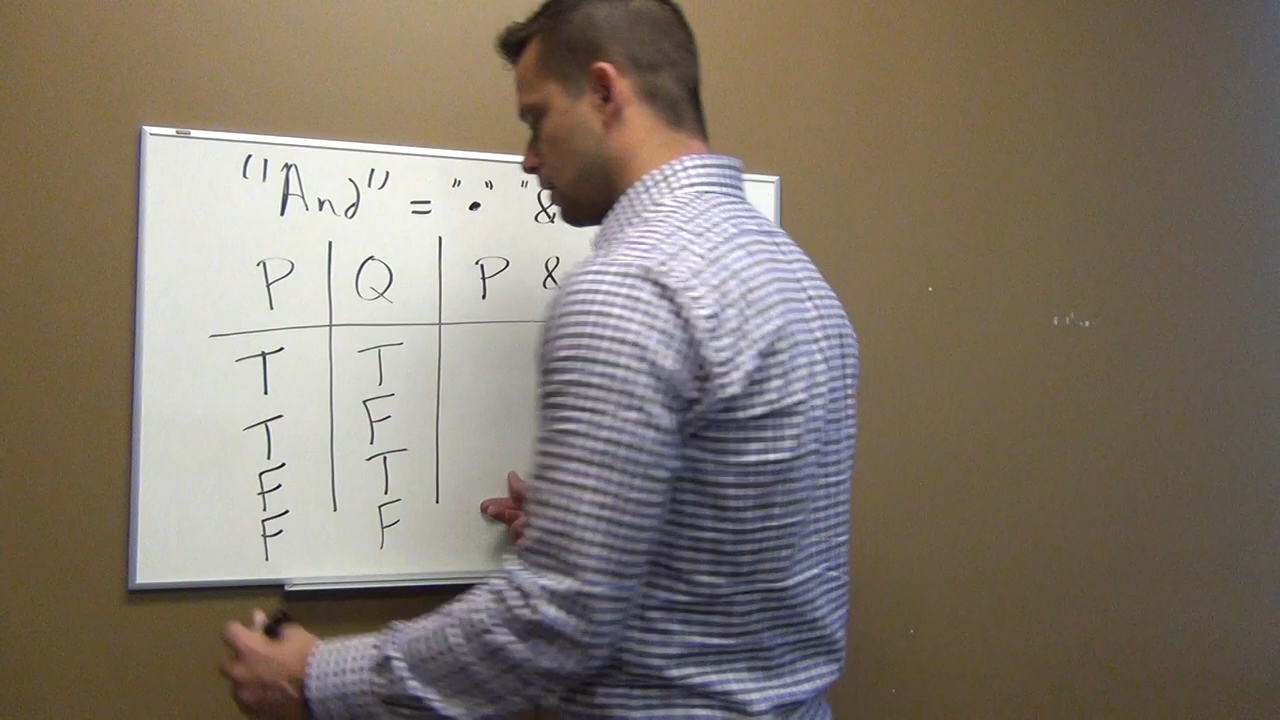 "And" = "•" "&
P Q P &
T T
T F
F T
F F